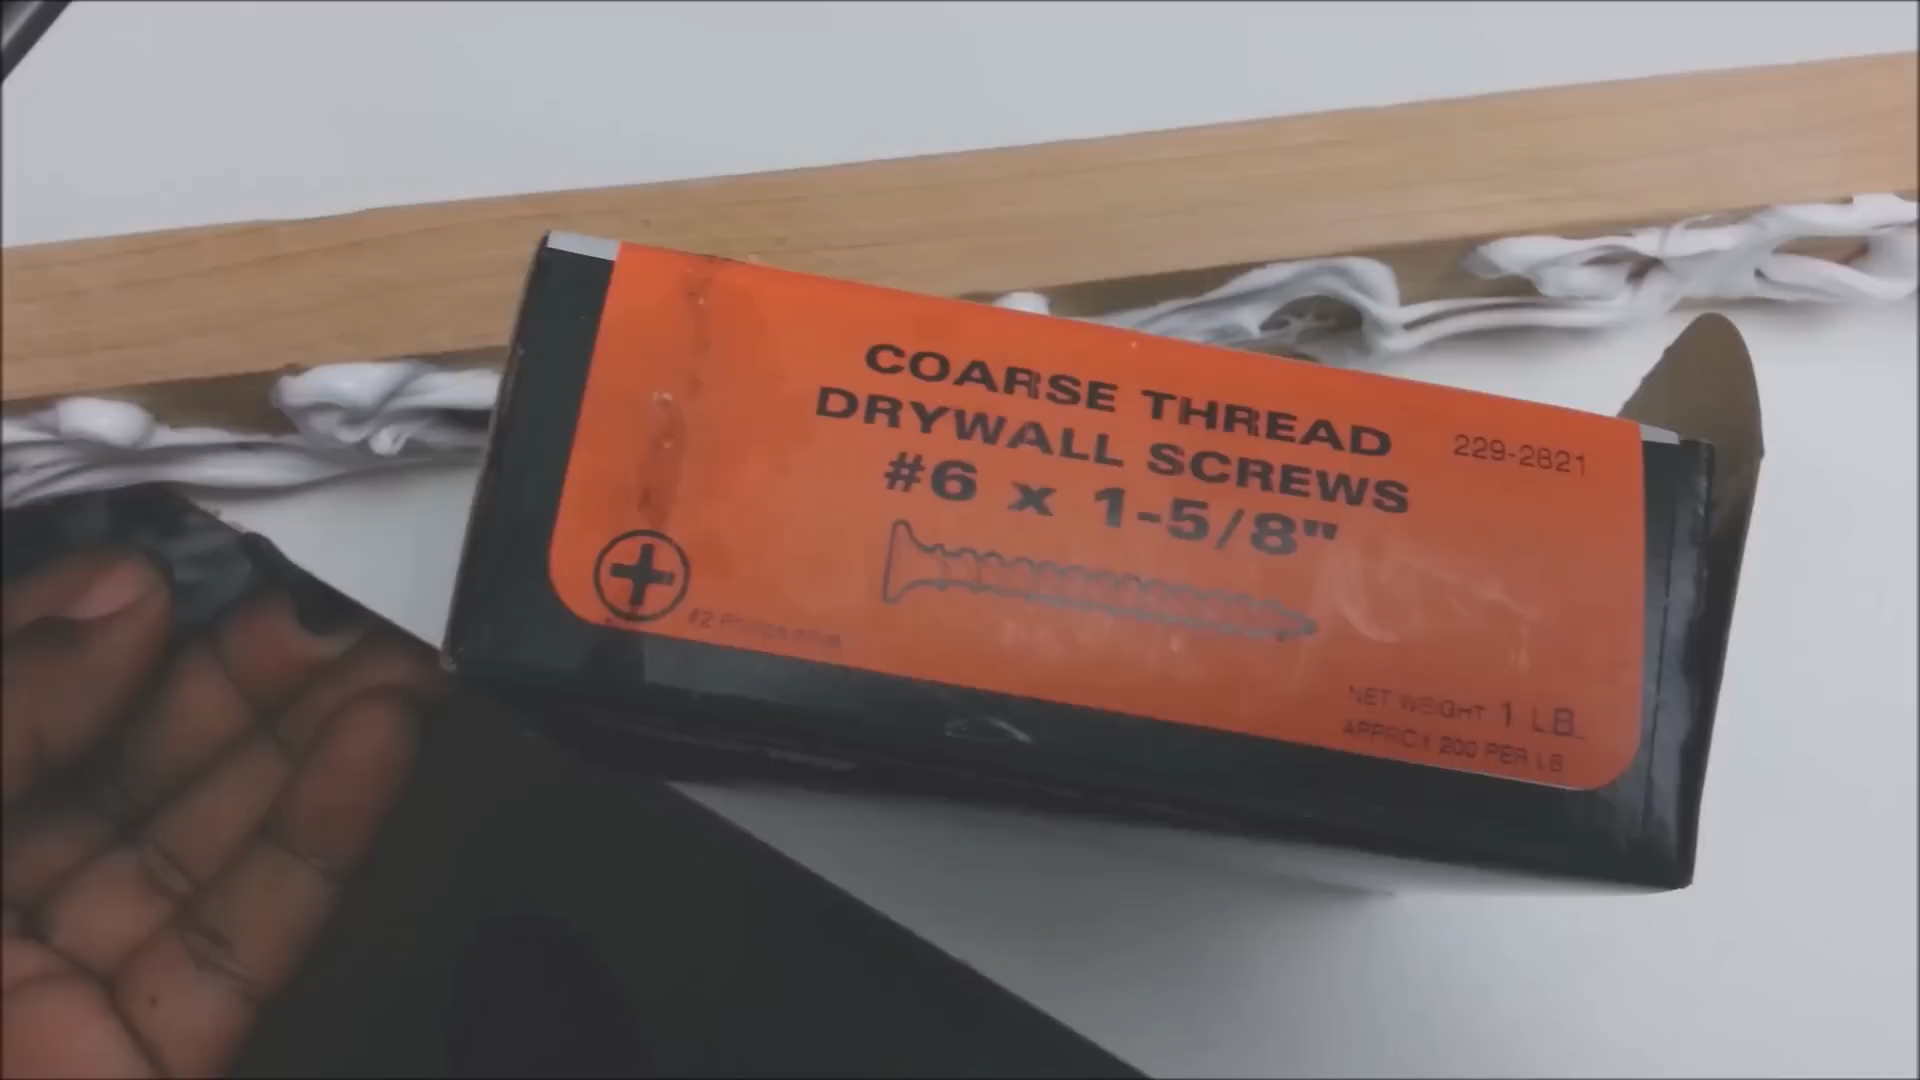 COARSE THREAD
DRYWALL SCREWS
#6 x 1-5/8"
229-2821
#2 Phillips drive
NET WEIGHT 1 LB.
APPROX 200 PER LB